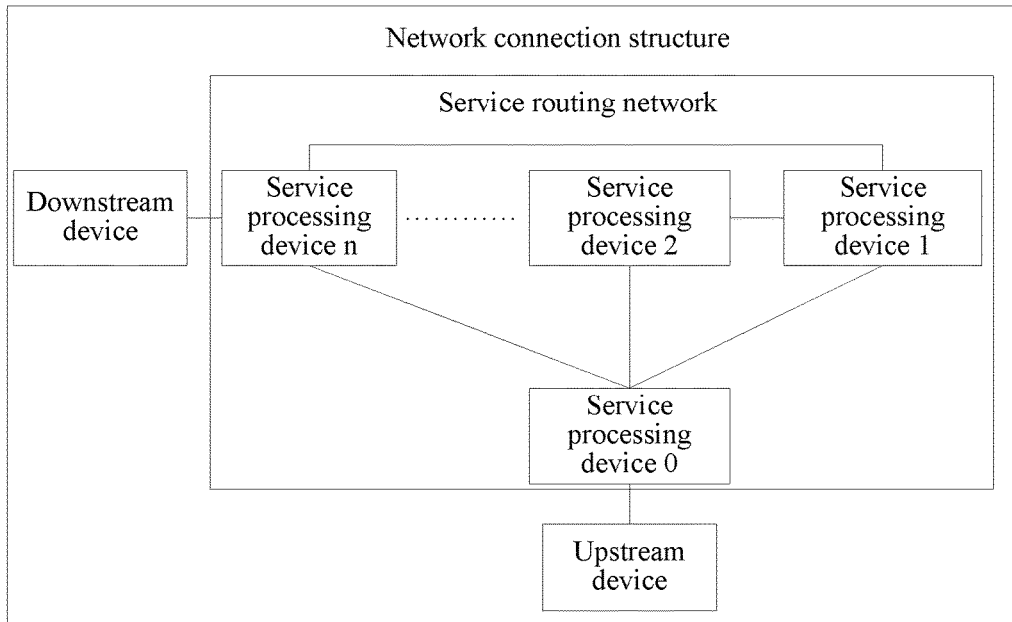 Network connection structure
Service routing network
Downstream
device
Service
processing
device n
............
Service
processing
device 2
Service
processing
device 1
Service
processing
device 0
Upstream
device